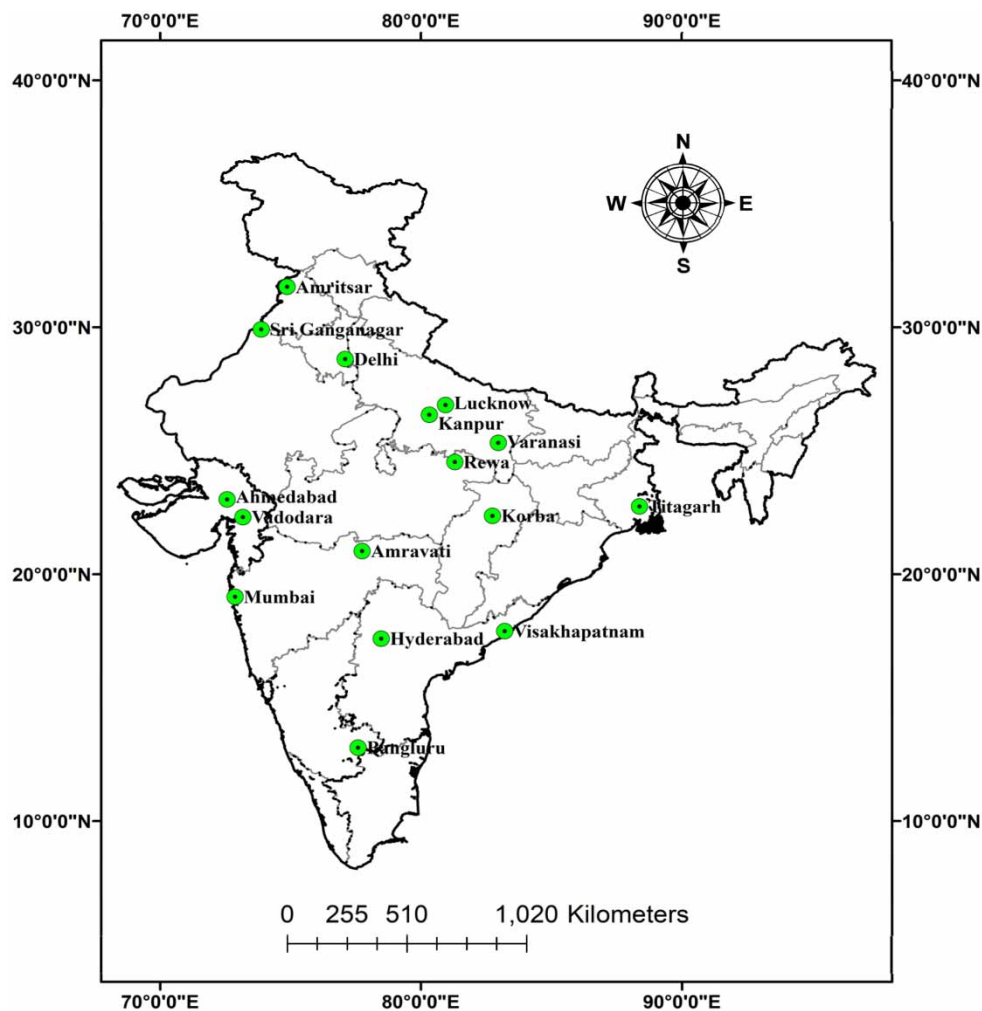 70°0'0"E 80°0'0"E 90°0'0"E
40°0'0"N 40°0'0"N
N
W E
S
Amritsar
30°0'0"N 30°0'0"N
Sri Ganganagar
Delhi
Lucknow
Kanpur
Varanasi
Rewa
Ahmedabad
Vadodara
Korba
Titagarh
Amravati
20°0'0"N 20°0'0"N
Mumbai
Visakhapatnam
Hyderabad
Bangluru
10°0'0"N 10°0'0"N
0 255 510 1,020 Kilometers
70°0'0"E 80°0'0"E 90°0'0"E